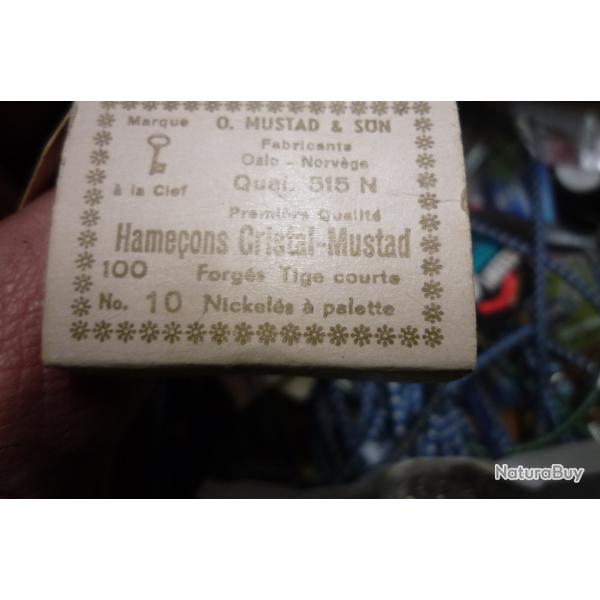 Marque O. MUSTAD & SÖN
Fabricants
Oslo - Norvège
à la Clef Qual. 515 N
Première Qualité
Hameçons Cristal-Mustad
100 Forgés Tige courte
No. 10 Nickelés à palette
NaturaBuy